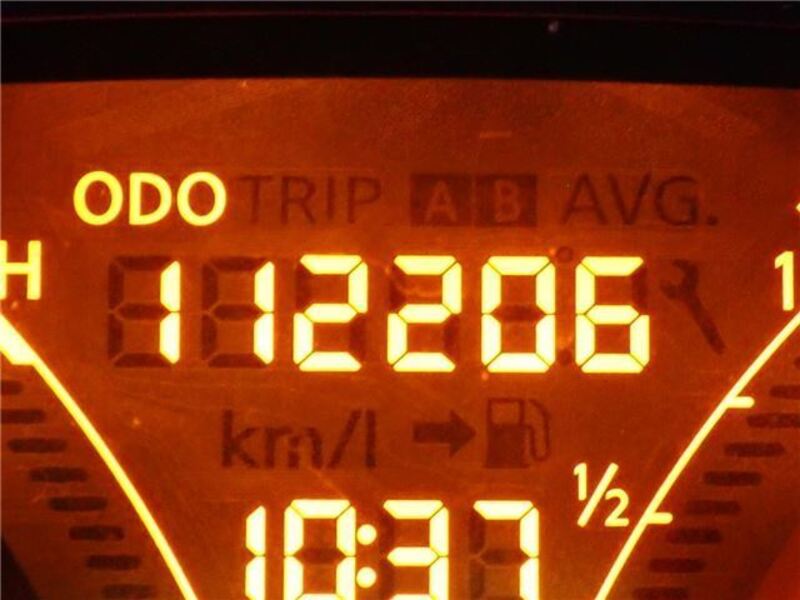 ODO TRIP A B AVG.
H 112206 1
km/l
1/2
10:37